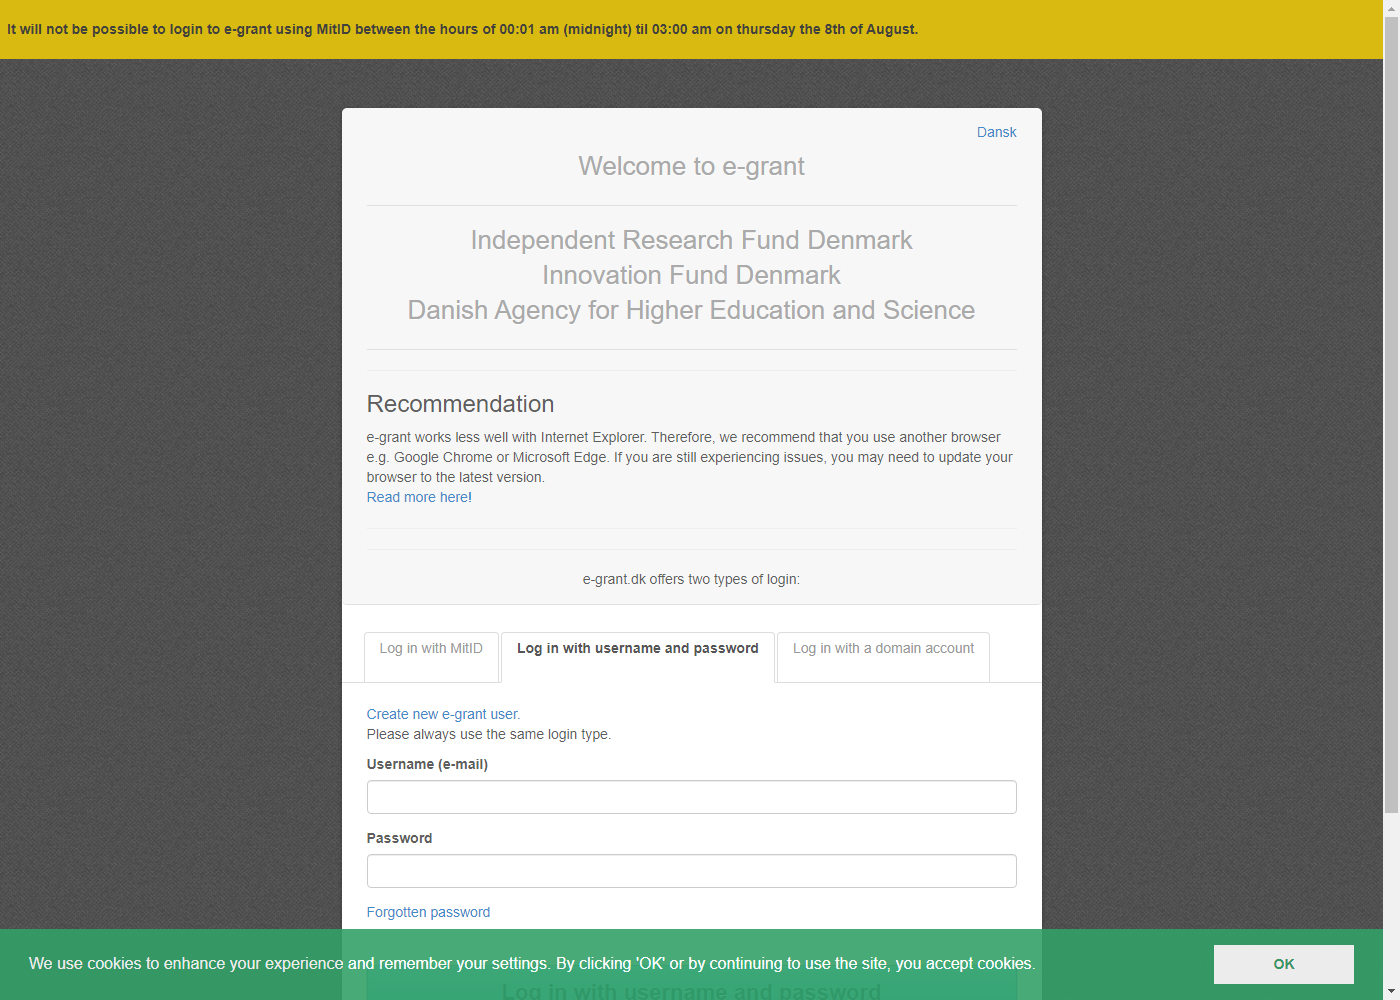 It will not be possible to login to e-grant using MitID between the hours of 00:01 am (midnight) til 03:00 am on thursday the 8th of August.
Dansk
Welcome to e-grant
Independent Research Fund Denmark
Innovation Fund Denmark
Danish Agency for Higher Education and Science
Recommendation
e-grant works less well with Internet Explorer. Therefore, we recommend that you use another browser
e.g. Google Chrome or Microsoft Edge. If you are still experiencing issues, you may need to update your
browser to the latest version.
Read more here!
e-grant.dk offers two types of login:
Log in with MitID
Log in with username and password
Log in with a domain account
Create new e-grant user.
Please always use the same login type.
Username (e-mail)
Password
Forgotten password
We use cookies to enhance your experience and remember your settings. By clicking 'OK' or by continuing to use the site, you accept cookies.
OK
Log in with username and password